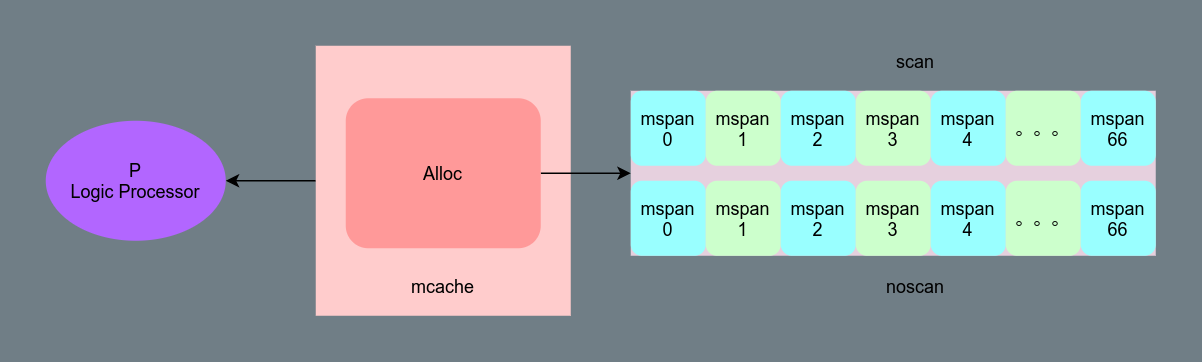 scan
mspan
0
mspan
1
mspan
2
mspan
3
mspan
4
。。。
mspan
66
P
Logic Processor
Alloc
mcache
mspan
0
mspan
1
mspan
2
mspan
3
mspan
4
。。。
mspan
66
noscan